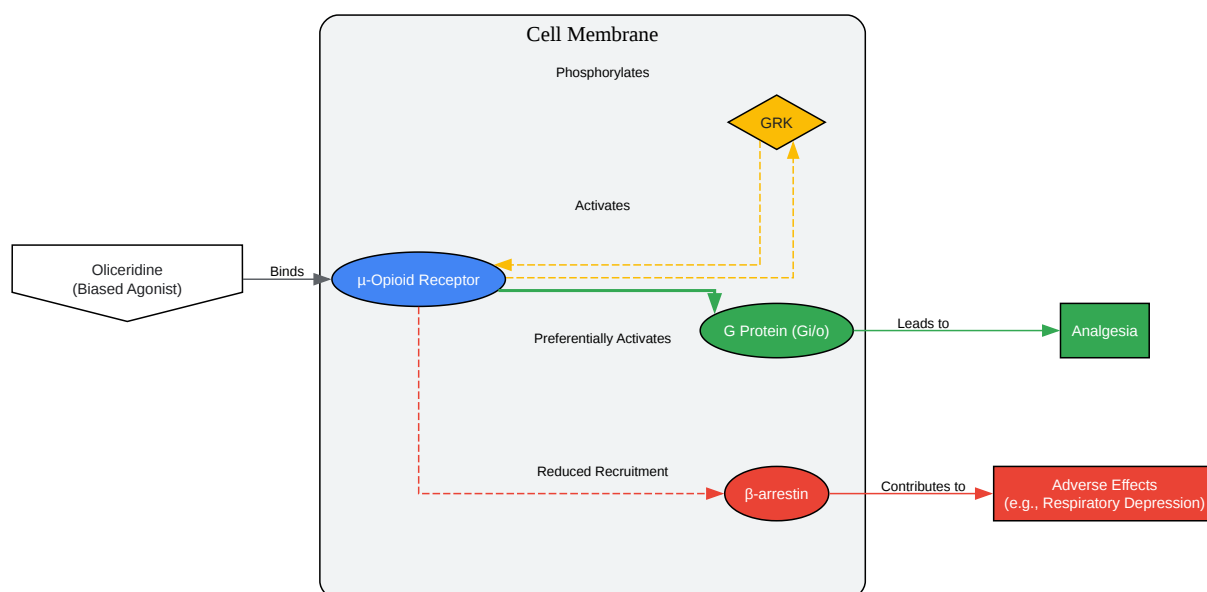 Cell Membrane
Phosphorylates
GRK
Activates
Oliceridine
(Biased Agonist)
Binds
μ-Opioid Receptor
Preferentially Activates
G Protein (Gi/o)
Leads to
Analgesia
Reduced Recruitment
β-arrestin
Contributes to
Adverse Effects
(e.g., Respiratory Depression)